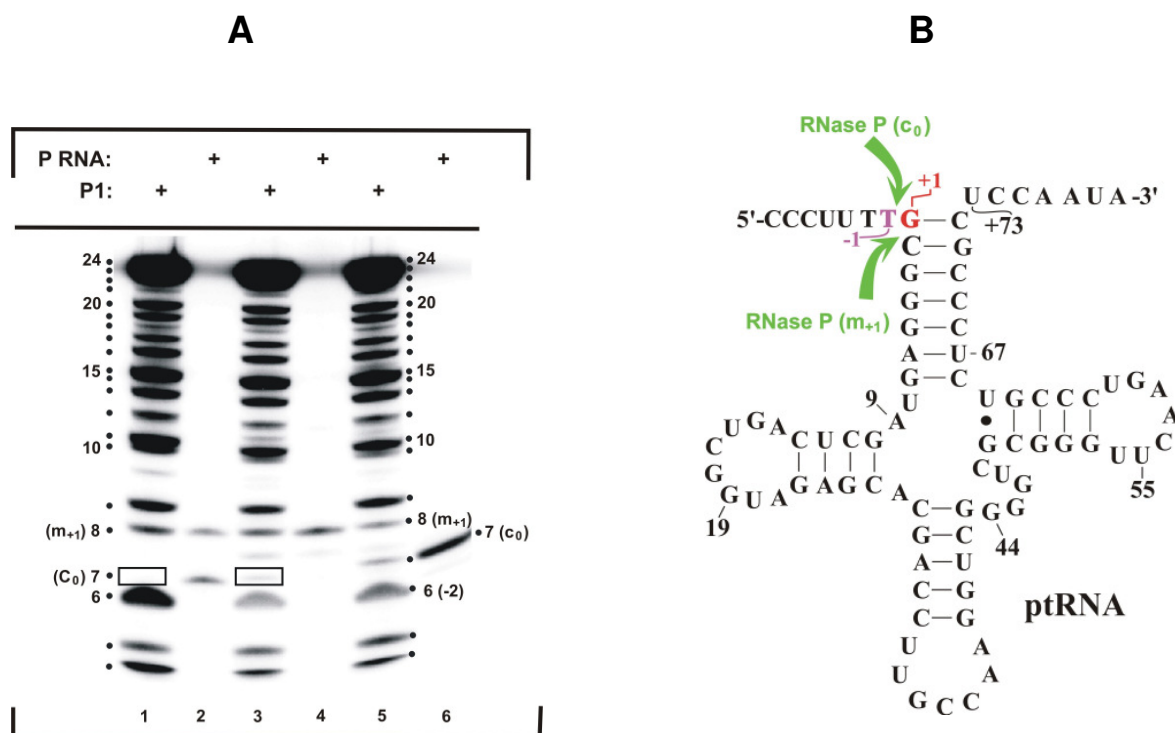 A
B
P RNA: + + +
P1: + + +
24
20
15
10
(m+1) 8
(C0) 7
6
24
20
15
10
8 (m+1)
7 (c0)
6 (-2)
1 2 3 4 5 6
RNase P (c0)
+1
5'-CCCUU T T G C U C C A A U A -3'
-1
+73
C G
G C
RNase P (m+1)
G C
G C
A U
67
G C
U
9
A
U G C C C U G A A C
G C G G G U U
55
C U G G
U G A C U C G
C
G
G G U A G A G C A
19
C G G G
44
G C
A U
C G
C G
U A
U A
G C C
ptRNA